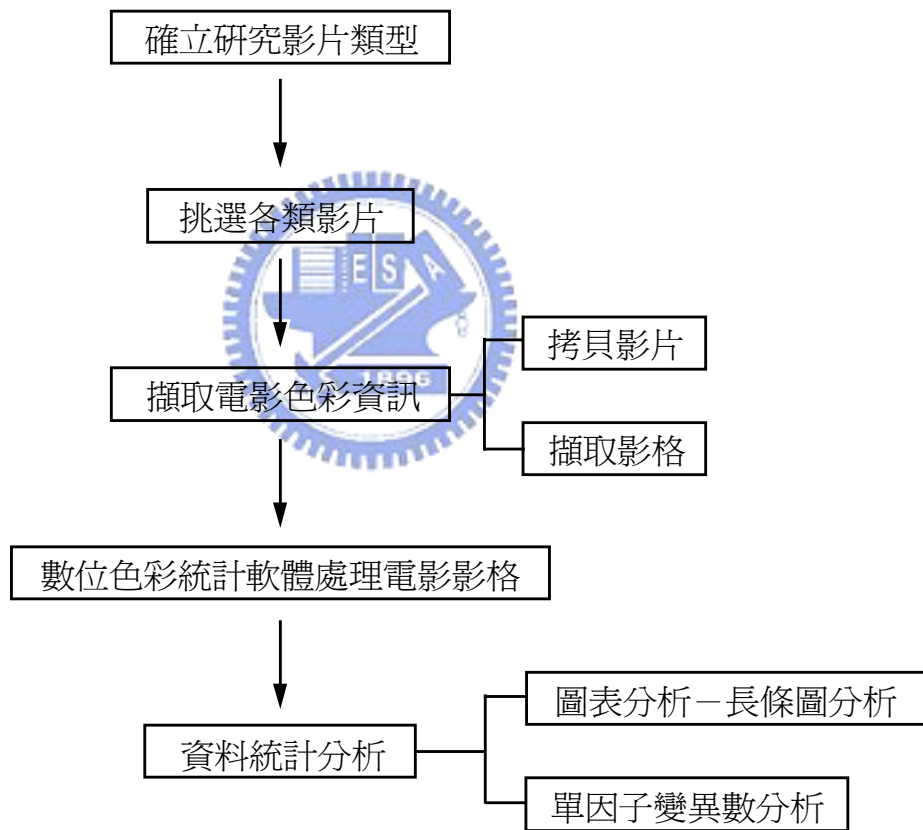 確立研究影片類型
挑選各類影片
ESA
1896
擷取電影色彩資訊
拷貝影片
擷取影格
數位色彩統計軟體處理電影影格
資料統計分析
圖表分析－長條圖分析
單因子變異數分析